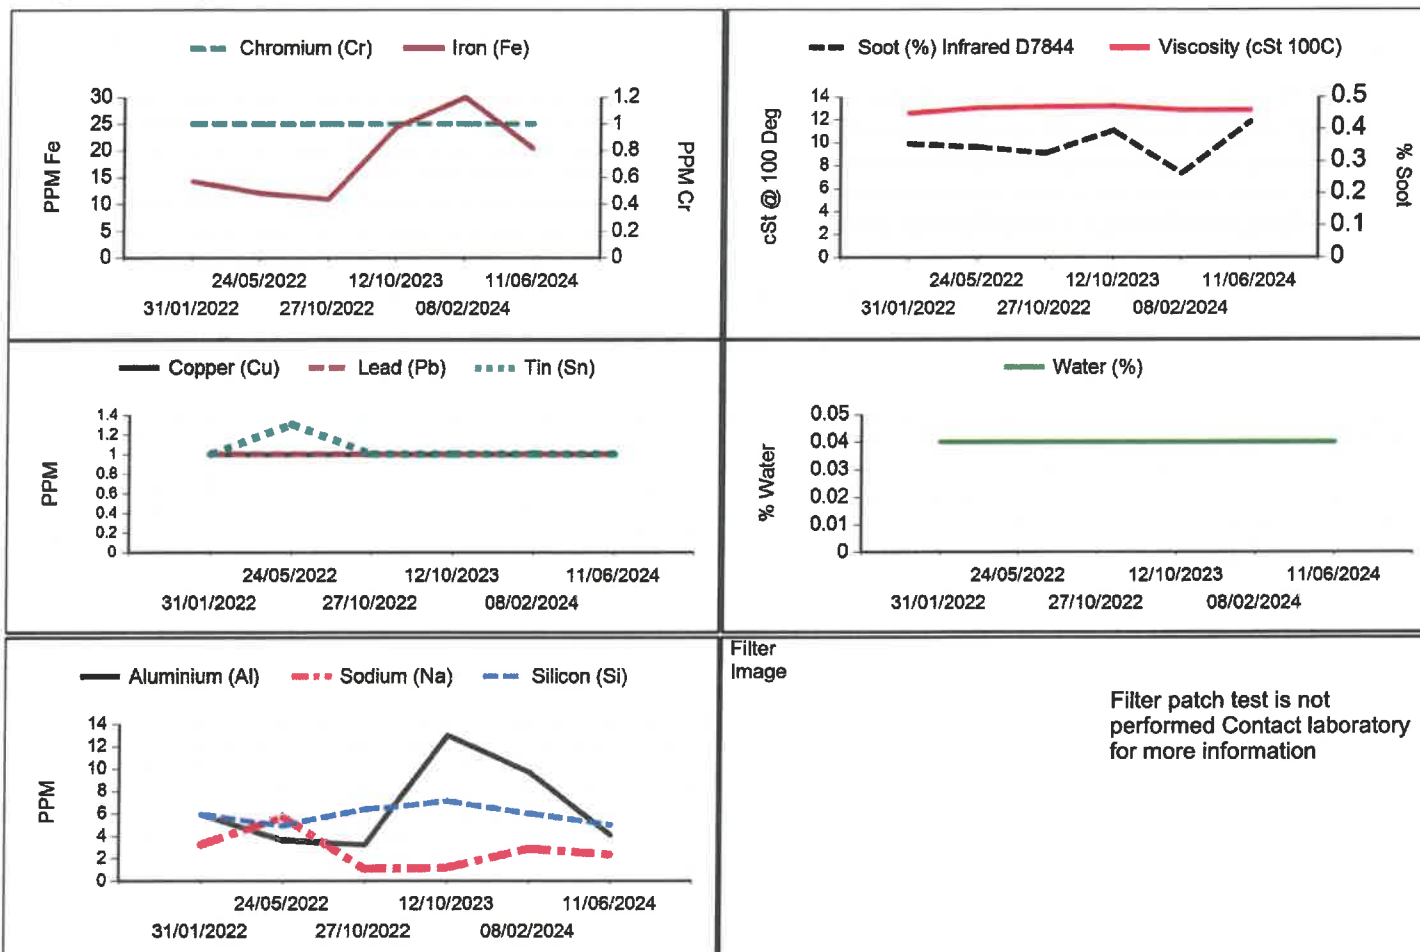 Chromium (Cr) Iron (Fe)
PPM Fe
30
25
20
15
10
5
0
1.2
1
0.8
0.6
0.4
0.2
0
PPM Cr
24/05/2022 12/10/2023 11/06/2024
31/01/2022 27/10/2022 08/02/2024
Soot (%) Infrared D7844 Viscosity (cSt 100C)
cSt @ 100 Deg
14
12
10
8
6
4
2
0
0.5
0.4
0.3
0.2
0.1
0
% Soot
24/05/2022 12/10/2023 11/06/2024
31/01/2022 27/10/2022 08/02/2024
Copper (Cu) Lead (Pb) Tin (Sn)
PPM
1.4
1.2
1
0.8
0.6
0.4
0.2
0
24/05/2022 12/10/2023 11/06/2024
31/01/2022 27/10/2022 08/02/2024
Water (%)
% Water
0.05
0.04
0.03
0.02
0.01
0
24/05/2022 12/10/2023 11/06/2024
31/01/2022 27/10/2022 08/02/2024
Aluminium (Al) Sodium (Na) Silicon (Si)
PPM
14
12
10
8
6
4
2
0
24/05/2022 12/10/2023 11/06/2024
31/01/2022 27/10/2022 08/02/2024
Filter
Image
Filter patch test is not
performed Contact laboratory
for more information